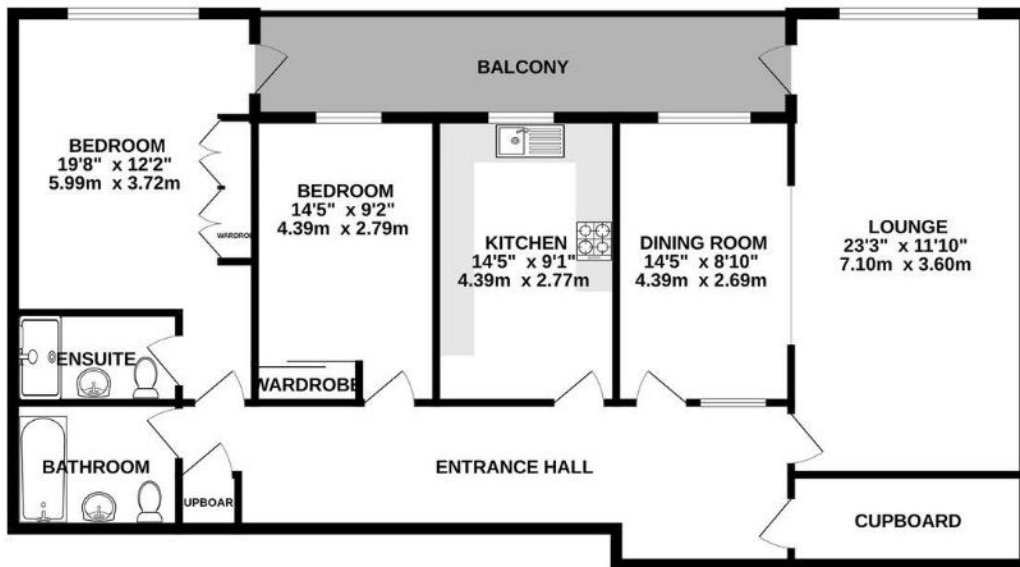 BALCONY
BEDROOM
19'8" x 12'2"
5.99m x 3.72m
WARDRO
BEDROOM
14'5" x 9'2"
4.39m x 2.79m
KITCHEN
14'5" x 9'1"
4.39m x 2.77m
DINING ROOM
14'5" x 8'10"
4.39m x 2.69m
LOUNGE
23'3" x 11'10"
7.10m x 3.60m
ENSUITE
WARDROBE
BATHROOM
UPBOAR
ENTRANCE HALL
CUPBOARD